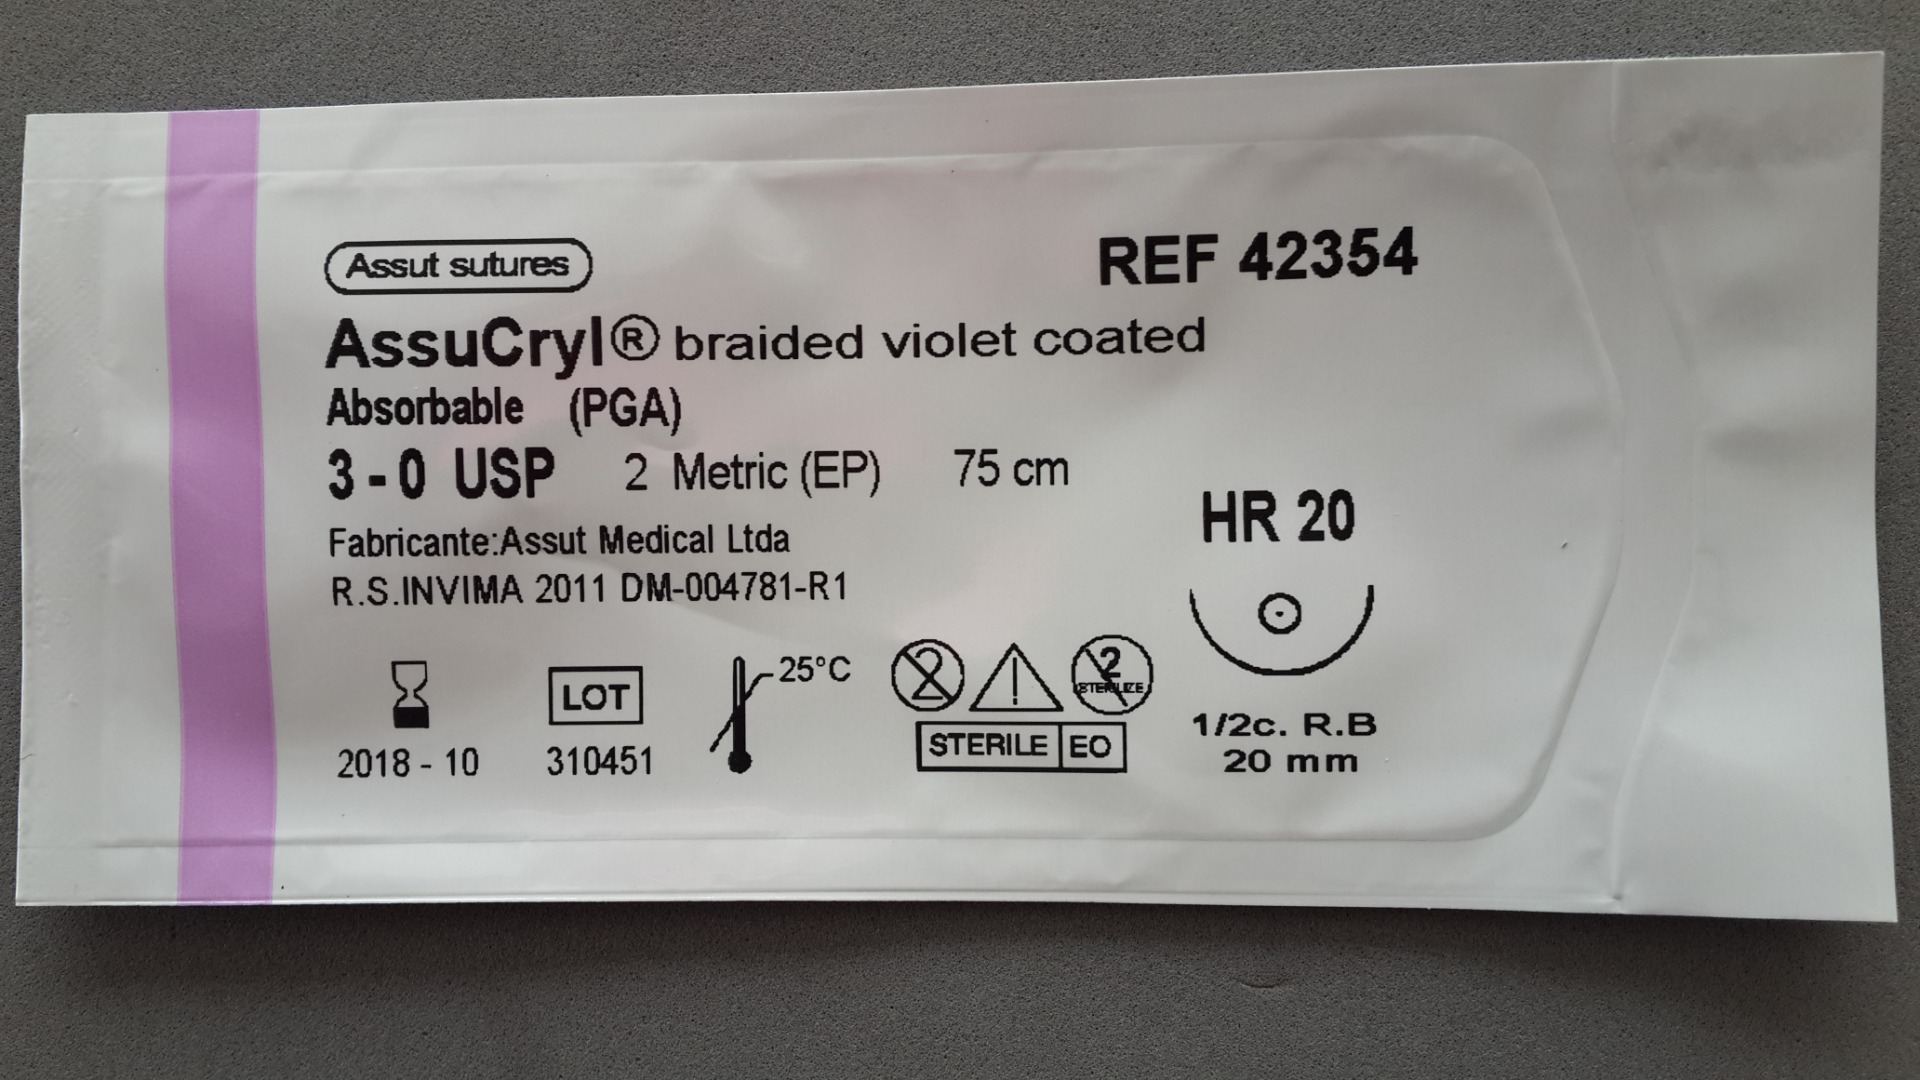 Assut sutures
REF 42354
AssuCryl® braided violet coated
Absorbable (PGA)
3-0 USP 2 Metric (EP) 75 cm
HR 20
Fabricante:Assut Medical Ltda
R.S.INVIMA 2011 DM-004781-R1
25°C
2
2
STERILIZE
LOT
1/2c. R.B
STERILE EO
2018 - 10
310451
20 mm